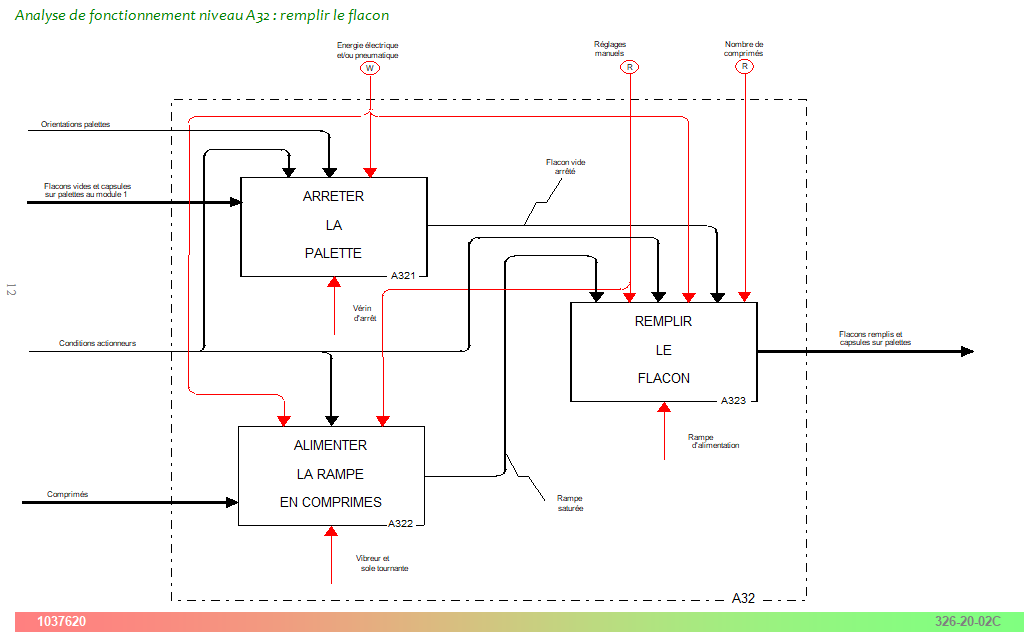 Analyse de fonctionnement niveau A32 : remplir le flacon
Energie électrique
et/ou pneumatique
W
Réglages
manuels
R
Nombre de
comprimés
R
Orientations palettes
Flacons vides et capsules
sur palettes au module 1
ARRETER
LA
PALETTE
A321
Flacon vide
arrêté
Vérin
d'arrêt
12
Conditions actionneurs
REMPLIR
LE
FLACON
A323
Flacons remplis et
capsules sur palettes
Rampe
d'alimentation
ALIMENTER
LA RAMPE
EN COMPRIMES
A322
Comprimés
Rampe
saturée
Vibreur et
sole tournante
A32
1037620
326-20-02C